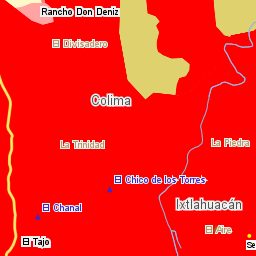 Rancho Don Deniz
El Divisadero
Colima
La Trinidad
La Piedra
El Chico de los Torres
El Chanal
Ixtlahuacán
El Aire
El Tajo
Se